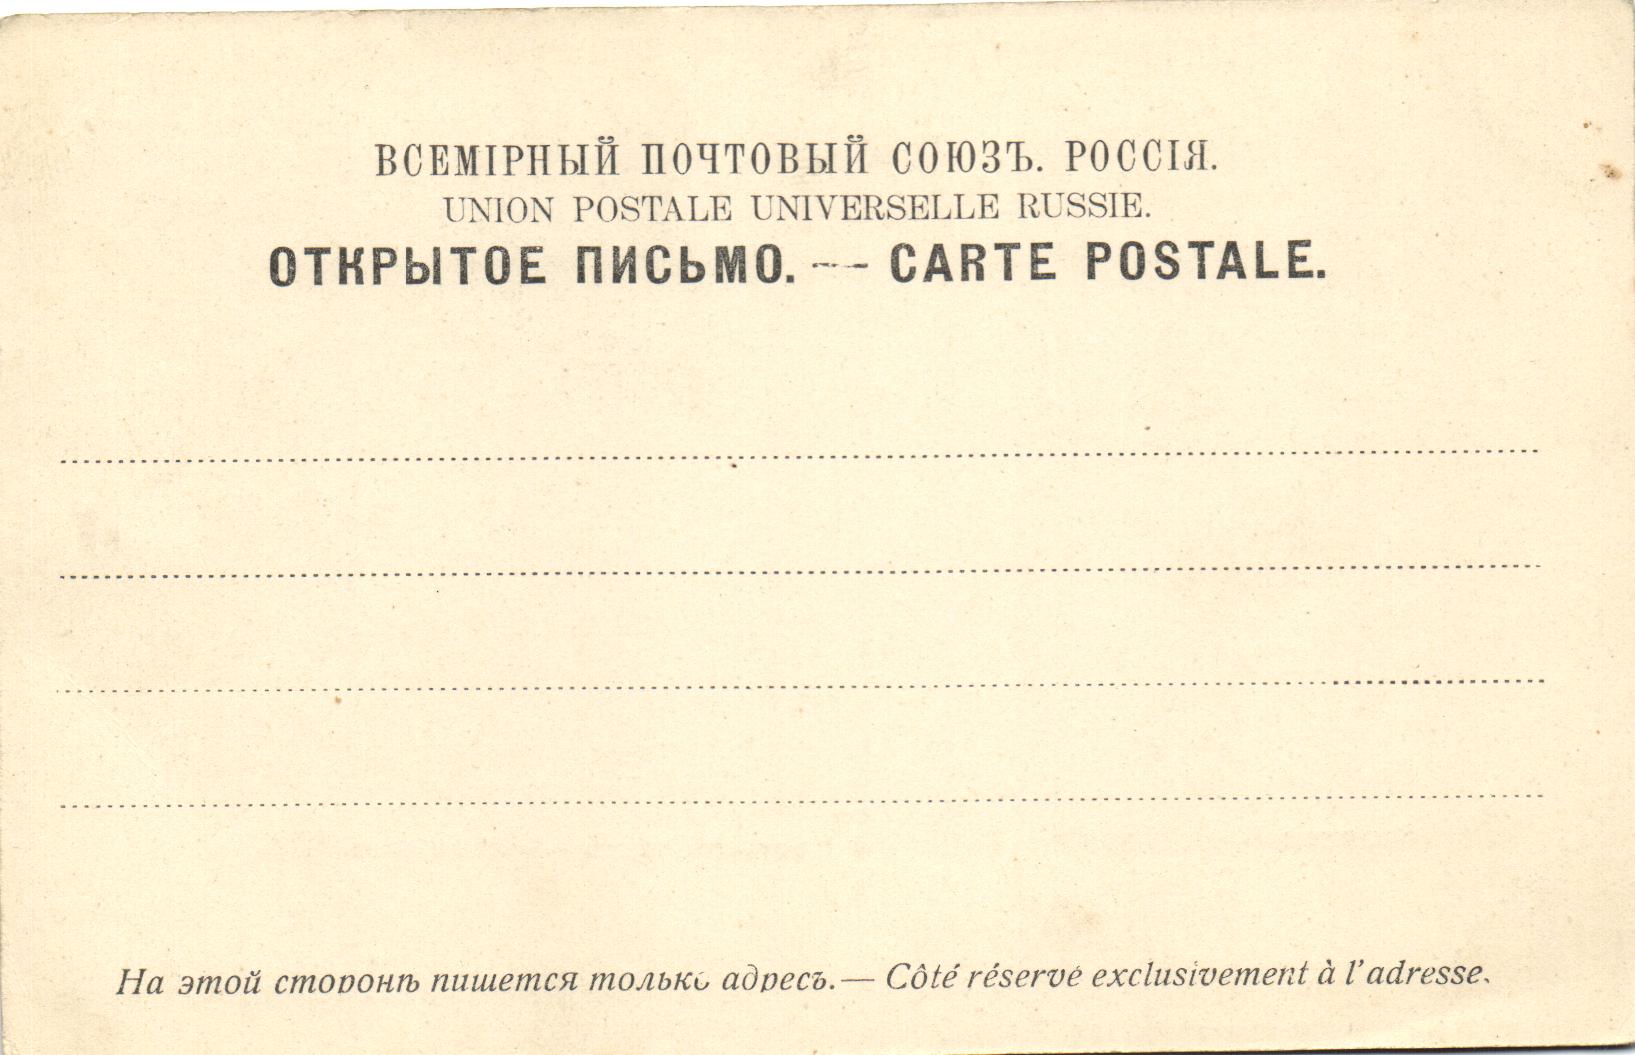 ВСЕМІРНЫЙ ПОЧТОВЫЙ СОЮЗЪ. РОССІЯ.
UNION POSTALE UNIVERSELLE RUSSIE.
ОТКРЫТОЕ ПИСЬМО. -- CARTE POSTALE.
На этой сторонѣ пишется только адресъ. — Côté réservé exclusivement à l'adresse.